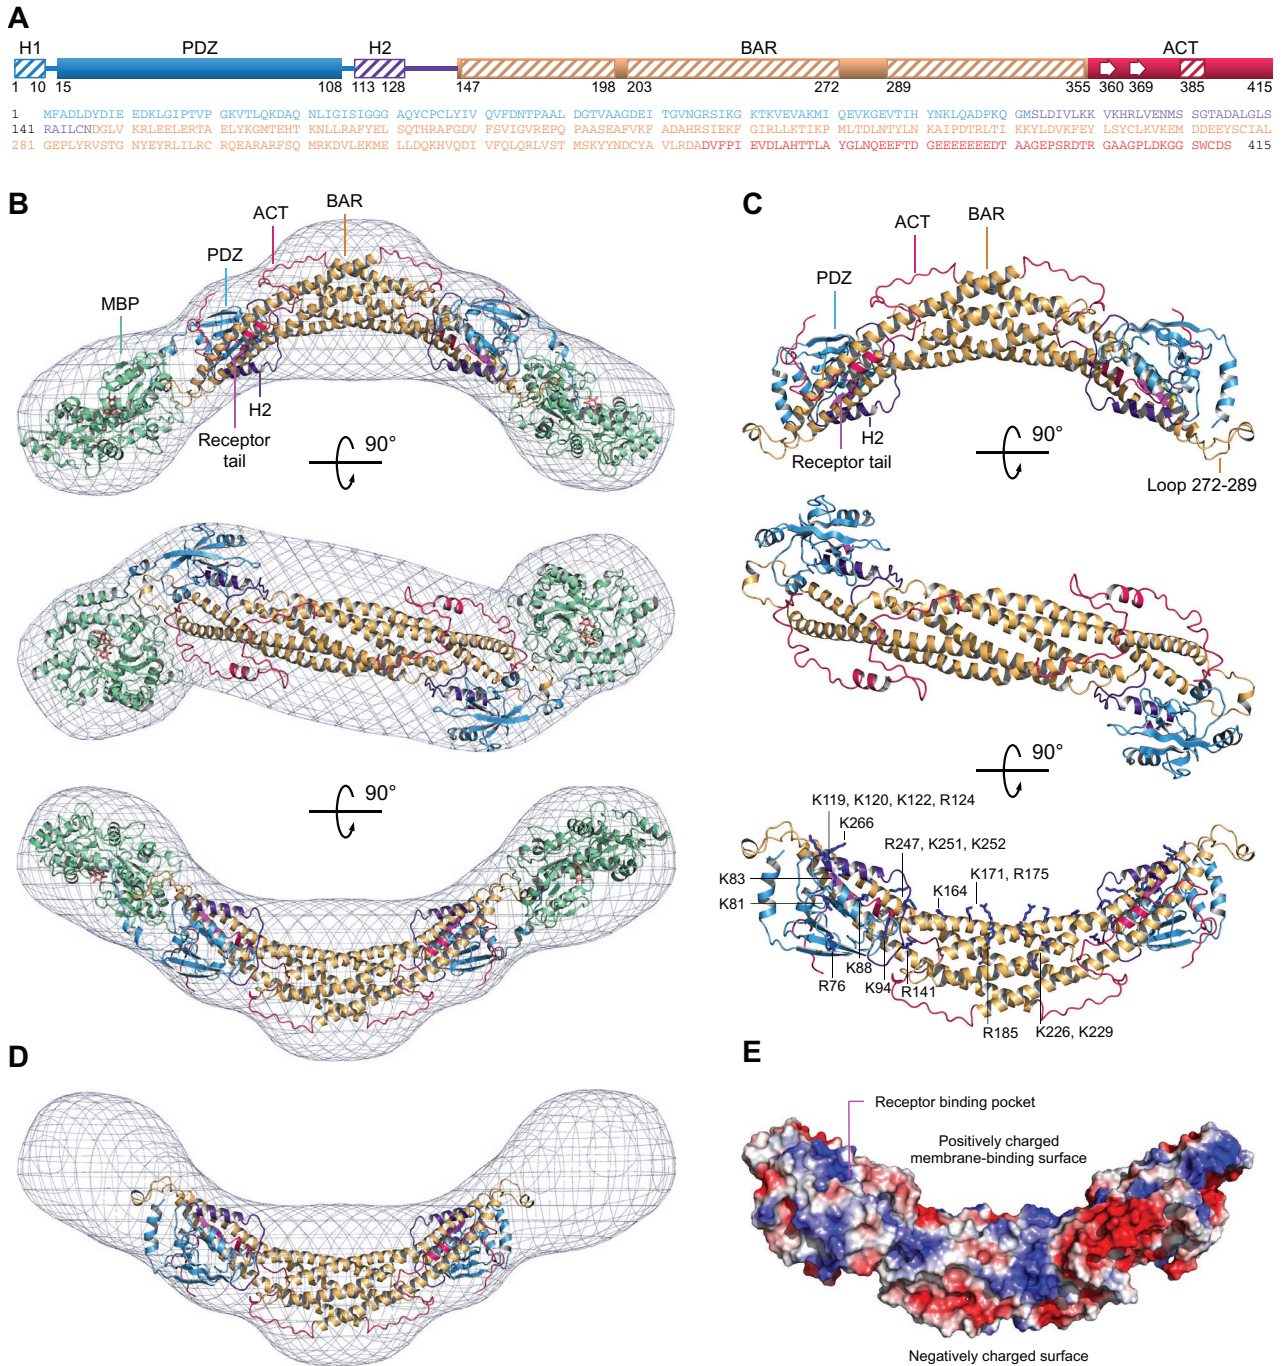 A
H1 PDZ H2 BAR ACT
1 10 15 108 113 128 147 198 203 272 289 355 360 369 385 415
1 MFADLDYDIE EDKLGIPTVP GKVTLQKDAQ NLIGISIGGG AQYCPCLYIV QVFDNTPAAL DGTVAAGDEI TGVNGRSIKG KTKVEVAKMI QEVKGEVTIH YNKLQADPKQ GMSLDIVLKK VKHRLVENMS SGTADALGLS
141 RAILCNDGLV KRLEELERTA ELYKGMTEHT KNLLRAFYEL SQTHRAFGDV FSVIGVREPQ PAASEAFVKF ADAHRSIEKF GIRLLKTIKP MLTDLNTYLN KAIPDTRLTI KKYLDVKFEY LSYCLKVKEM DDEEYSCIAL
281 GEPLYRVSTG NYEYRLILRC RQEARARFSQ MRKDVLEKME LLDQKHVQDI VFQLQRLVST MSKYYNDCYA VLRDADVFPI EVDLAHTTLA YGLNQEEFTD GEEEEEEEDT AAGEPSRDTR GAAGPLDKGG SWCDS 415
B
BAR
ACT
PDZ
MBP
H2
Receptor
tail
90°
90°
C
BAR
ACT
PDZ
H2
90°
Receptor tail
Loop 272-289
90°
K119, K120, K122, R124
K266
R247, K251, K252
K171, R175
K83
K164
K81
K88
R76
K94
R141
R185
K226, K229
D
E
Receptor binding pocket
Positively charged
membrane-binding surface
Negatively charged surface